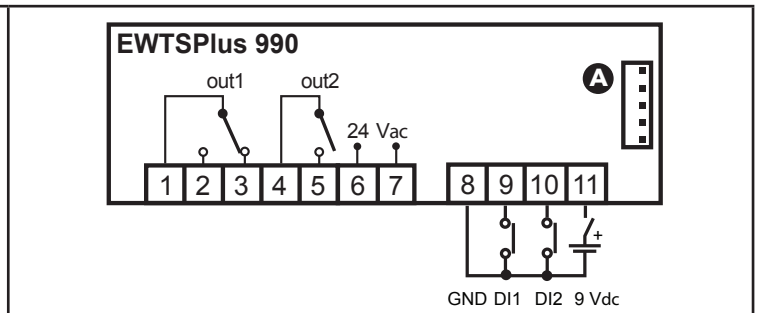 EWTSPlus 990
out1 out2
A
24 Vac
1 2 3 4 5 6 7 8 9 10 11
+
GND DI1 DI2 9 Vdc